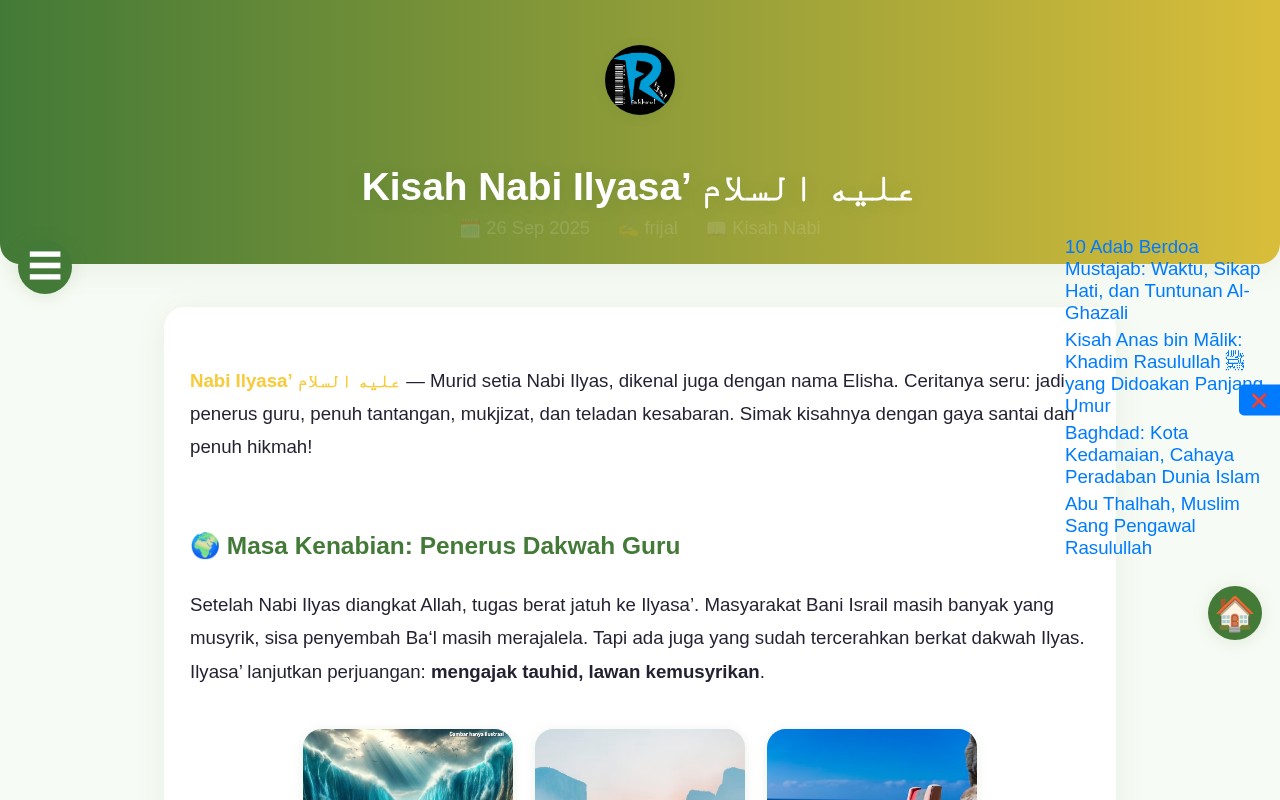 Kisah Nabi Ilyasa’ عليه السلام
26 Sep 2025 frijal Kisah Nabi
Nabi Ilyasa’ عليه السلام — Murid setia Nabi Ilyas, dikenal juga dengan nama Elisha. Ceritanya seru: jadi
penerus guru, penuh tantangan, mukjizat, dan teladan kesabaran. Simak kisahnya dengan gaya santai dan
penuh hikmah!
🌍 Masa Kenabian: Penerus Dakwah Guru
Setelah Nabi Ilyas diangkat Allah, tugas berat jatuh ke Ilyasa’. Masyarakat Bani Israil masih banyak yang
musyrik, sisa penyembah Ba‘l masih merajalela. Tapi ada juga yang sudah tercerahkan berkat dakwah Ilyas.
Ilyasa’ lanjutkan perjuangan: mengajak tauhid, lawan kemusyrikan.
Gambar hanya ilustrasi
10 Adab Berdoa
Mustajab: Waktu, Sikap
Hati, dan Tuntunan Al-
Ghazali
Kisah Anas bin Mālik:
Khadim Rasulullah ﷺ
yang Didoakan Panjang
Umur
Baghdad: Kota
Kedamaian, Cahaya
Peradaban Dunia Islam
Abu Thalhah, Muslim
Sang Pengawal
Rasulullah